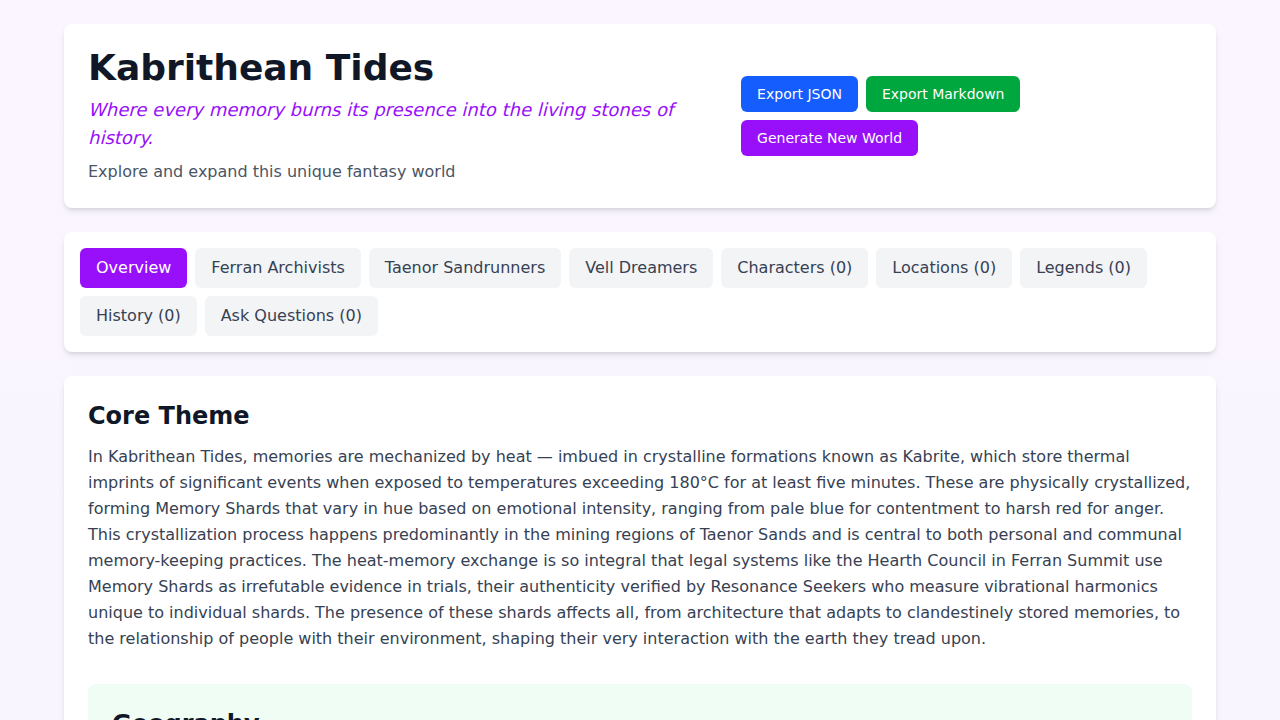 Kabrithean Tides
Where every memory burns its presence into the living stones of
history.
Explore and expand this unique fantasy world
Export JSON
Export Markdown
Generate New World
Overview
Ferran Archivists
Taenor Sandrunners
Vell Dreamers
Characters (0)
Locations (0)
Legends (0)
History (0)
Ask Questions (0)
Core Theme
In Kabrithean Tides, memories are mechanized by heat — imbued in crystalline formations known as Kabrite, which store thermal
imprints of significant events when exposed to temperatures exceeding 180°C for at least five minutes. These are physically crystallized,
forming Memory Shards that vary in hue based on emotional intensity, ranging from pale blue for contentment to harsh red for anger.
This crystallization process happens predominantly in the mining regions of Taenor Sands and is central to both personal and communal
memory-keeping practices. The heat-memory exchange is so integral that legal systems like the Hearth Council in Ferran Summit use
Memory Shards as irrefutable evidence in trials, their authenticity verified by Resonance Seekers who measure vibrational harmonics
unique to individual shards. The presence of these shards affects all, from architecture that adapts to clandestinely stored memories, to
the relationship of people with their environment, shaping their very interaction with the earth they tread upon.
Geography